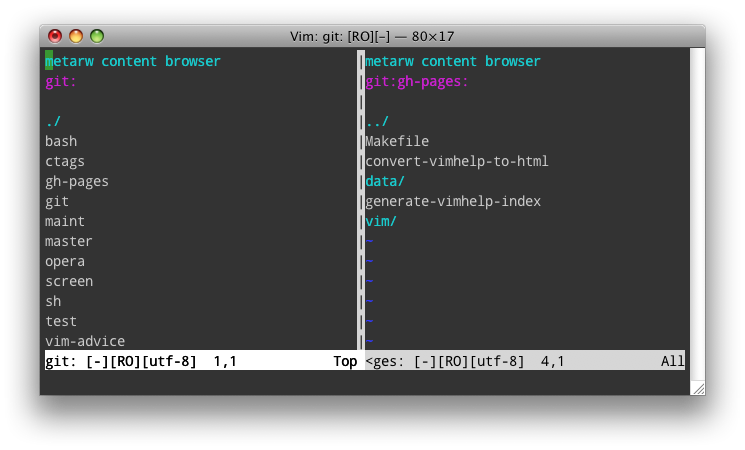 Vim: git: [RO][–] — 80×17
metarw content browser
git:
./
bash
ctags
gh-pages
git
maint
master
opera
screen
sh
test
vim-advice
git: [-][RO][utf-8]  1,1            Top
metarw content browser
git:gh-pages:
../
Makefile
convert-vimhelp-to-html
data/
generate-vimhelp-index
vim/
~
~
~
~
~
~
<ges: [-][RO][utf-8]  4,1            All